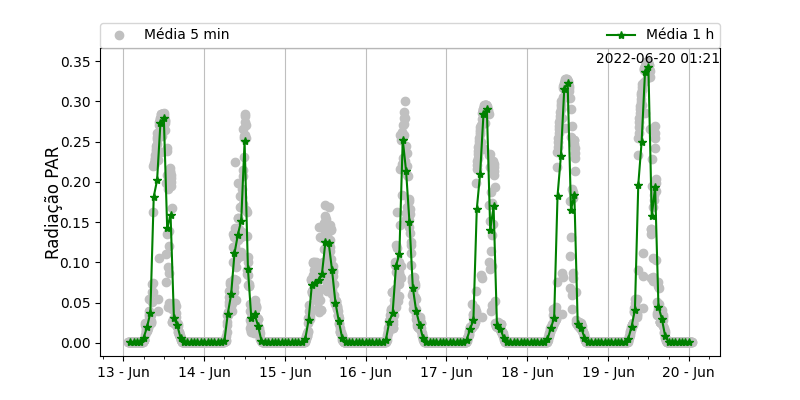 Média 5 min
Média 1 h
2022-06-20 01:21
Radiação PAR
0.35
0.30
0.25
0.20
0.15
0.10
0.05
0.00
13 - Jun
14 - Jun
15 - Jun
16 - Jun
17 - Jun
18 - Jun
19 - Jun
20 - Jun